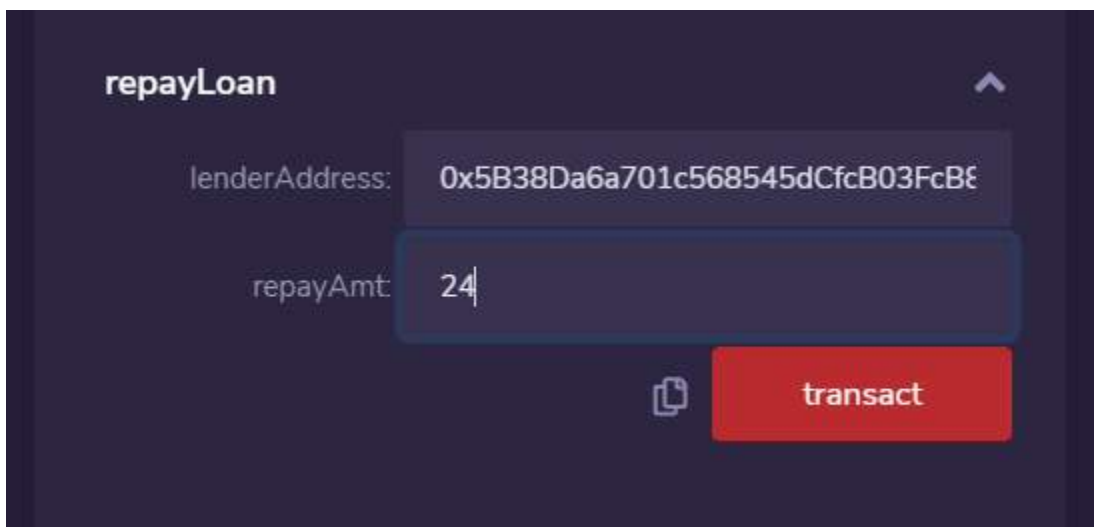 repayLoan
lenderAddress: 0x5B38Da6a701c568545dCfcB03FcB8
repayAmt: 24
transact